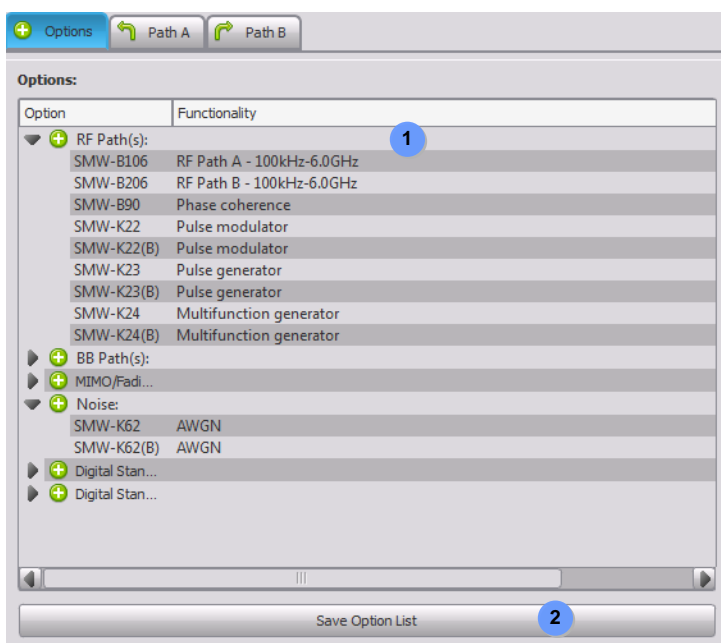 Options Path A Path B
Options:
Option Functionality
RF Path(s): 1
SMW-B106 RF Path A - 100kHz-6.0GHz
SMW-B206 RF Path B - 100kHz-6.0GHz
SMW-B90 Phase coherence
SMW-K22 Pulse modulator
SMW-K22(B) Pulse modulator
SMW-K23 Pulse generator
SMW-K23(B) Pulse generator
SMW-K24 Multifunction generator
SMW-K24(B) Multifunction generator
BB Path(s):
MIMO/Fadi...
Noise:
SMW-K62 AWGN
SMW-K62(B) AWGN
Digital Stan...
Digital Stan...
Save Option List 2